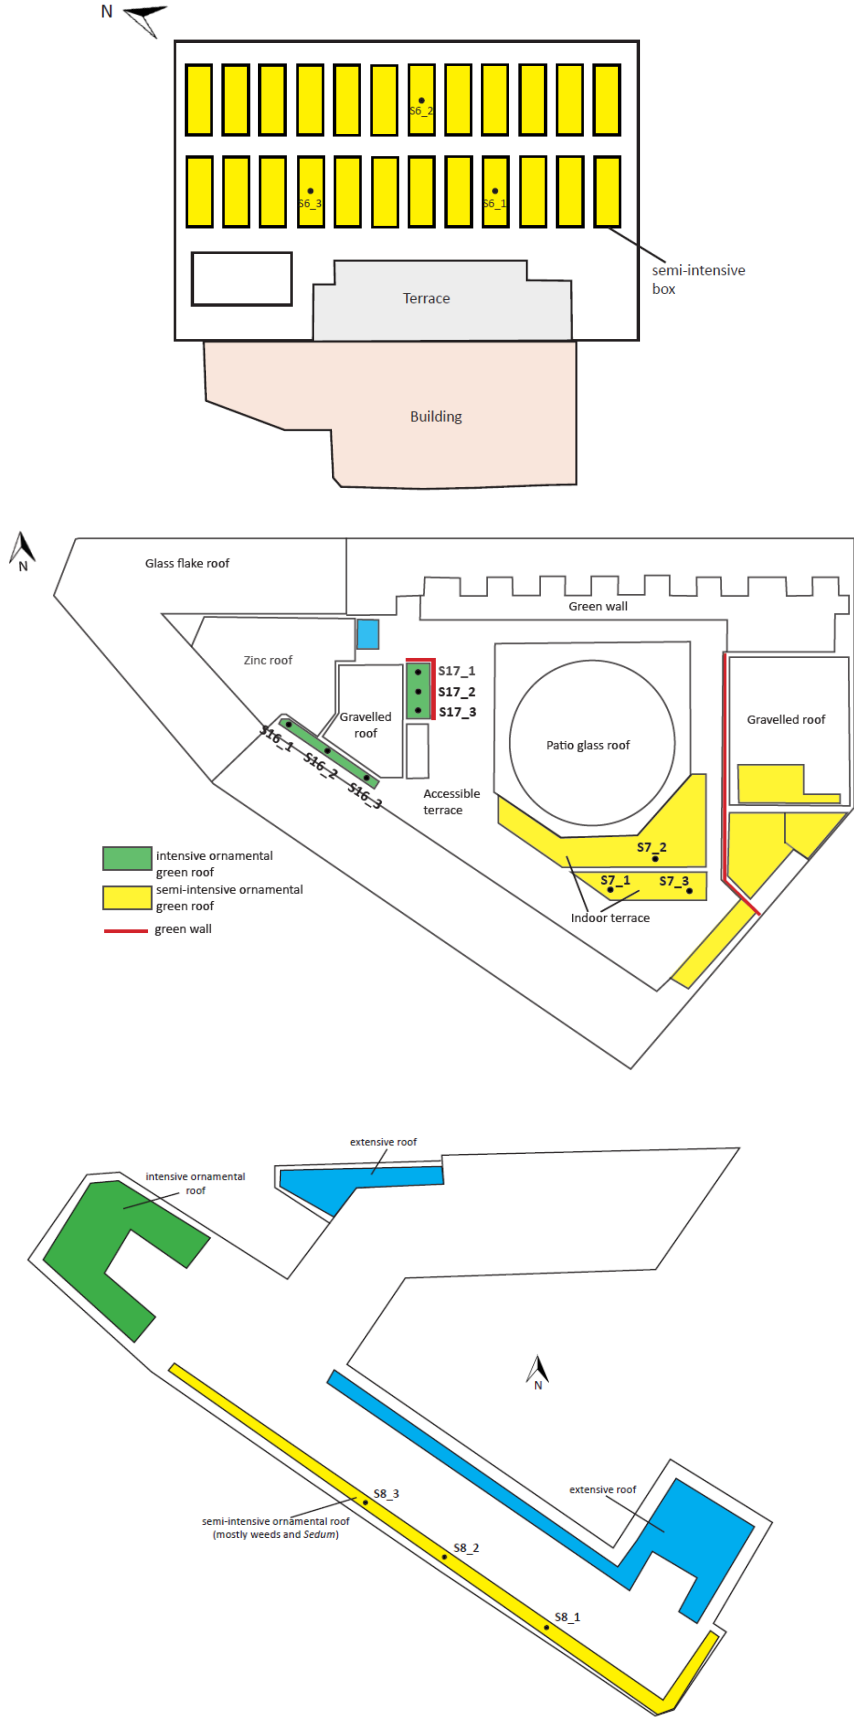 N
S6_2
S6_3
S6_1
semi-intensive
box
Terrace
Building
N
Glass flake roof
Green wall
Zinc roof
S17_1
S17_2
S17_3
Gravelled
roof
Gravelled roof
S16_1
S16_2
S16_3
Patio glass roof
Accessible
terrace
S7_2
S7_1
S7_3
Indoor terrace
intensive ornamental
green roof
semi-intensive ornamental
green roof
green wall
extensive roof
intensive ornamental
roof
N
extensive roof
S8_3
semi-intensive ornamental roof
(mostly weeds and Sedum)
S8_2
S8_1